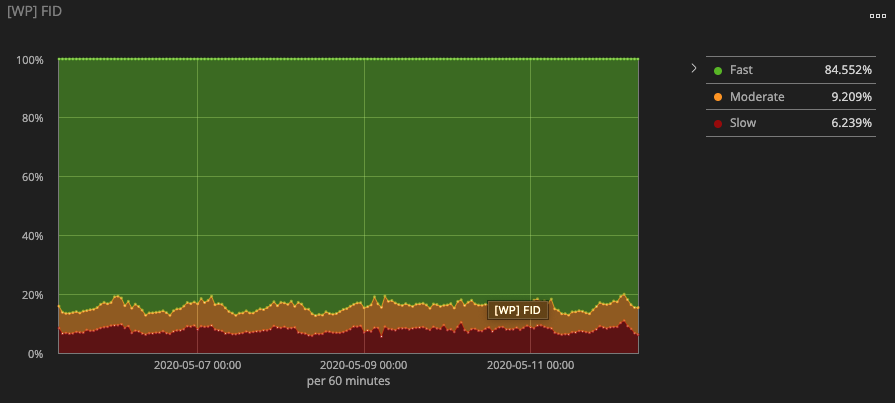 [WP] FID
100%
80%
60%
40%
20%
0%
[WP] FID
2020-05-07 00:00
2020-05-09 00:00
2020-05-11 00:00
per 60 minutes
Fast 84.552%
Moderate 9.209%
Slow 6.239%